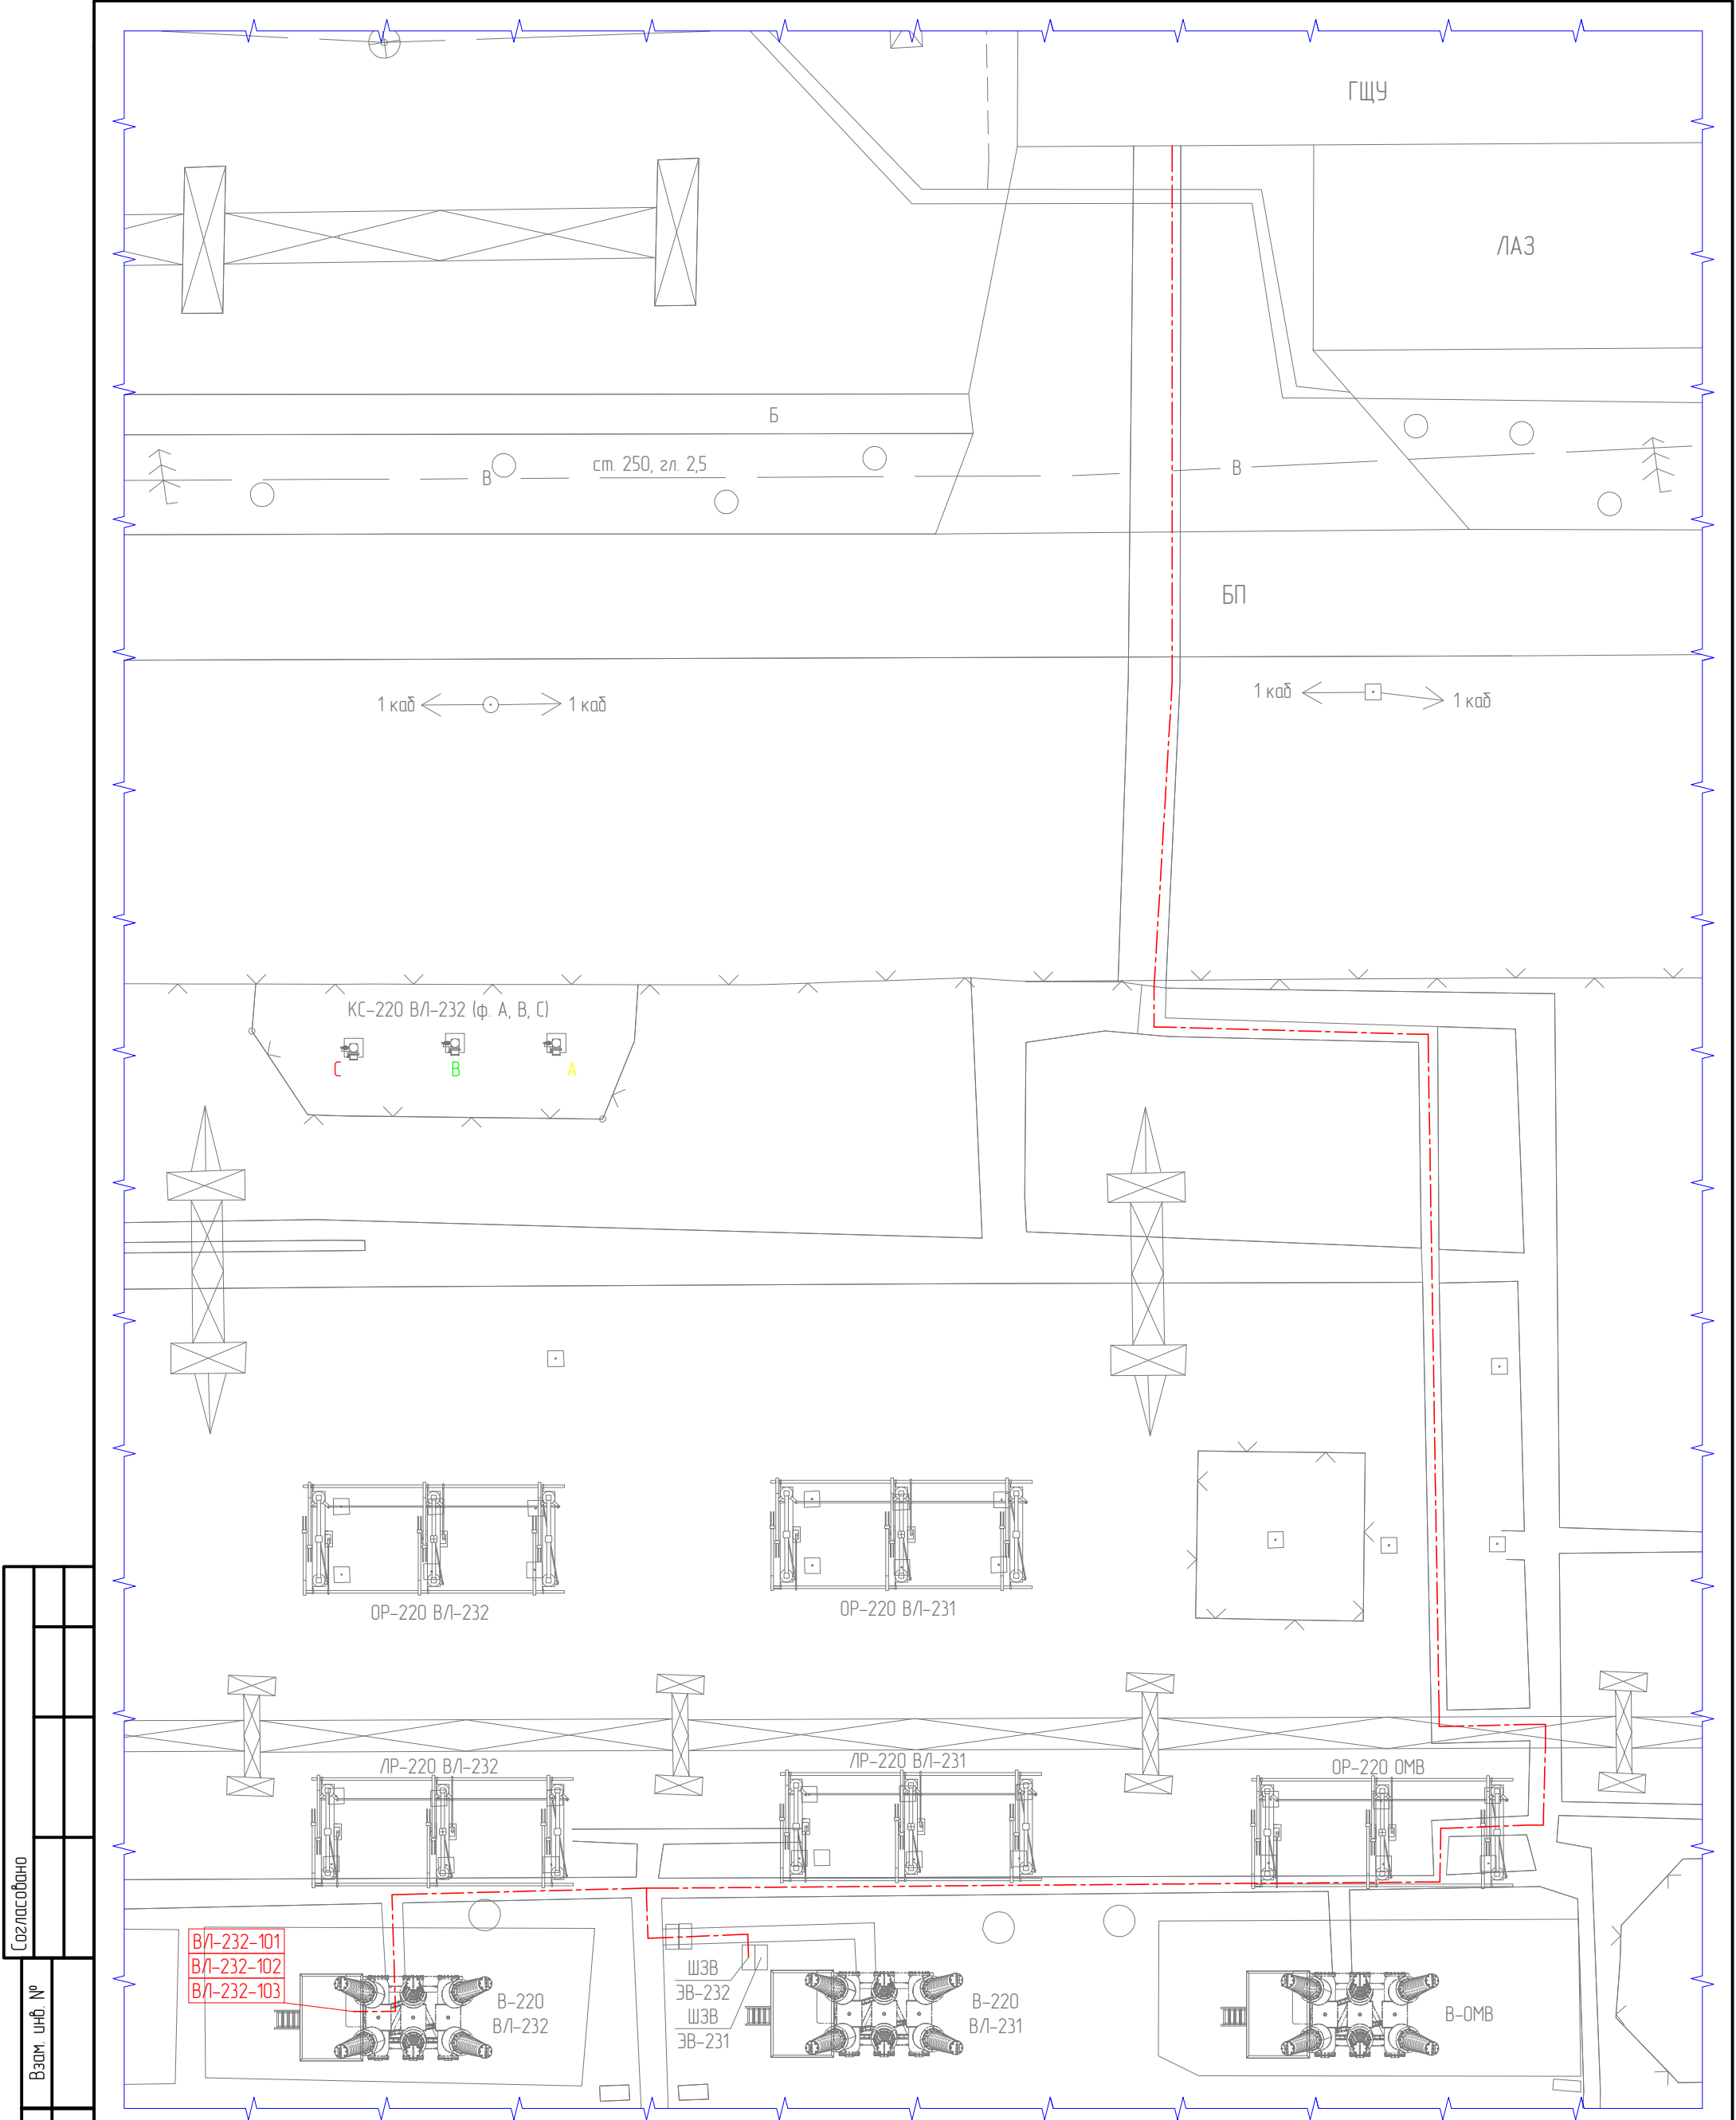 ГЩУ
ЛАЗ
Б
ст. 250, гл. 2,5
В
В
БП
1 каб
1 каб
1 каб
1 каб
КС-220 ВЛ-232 (ф. А, В, С)
С
В
А
ОР-220 ВЛ-232
ОР-220 ВЛ-231
ЛР-220 ВЛ-232
ЛР-220 ВЛ-231
ОР-220 ОМВ
ВЛ-232-101
ВЛ-232-102
ВЛ-232-103
В-220
ВЛ-232
ШЗВ
ЭВ-232
ШЗВ
ЭВ-231
В-220
ВЛ-231
В-ОМВ
Согласовано
Взам. инв. №